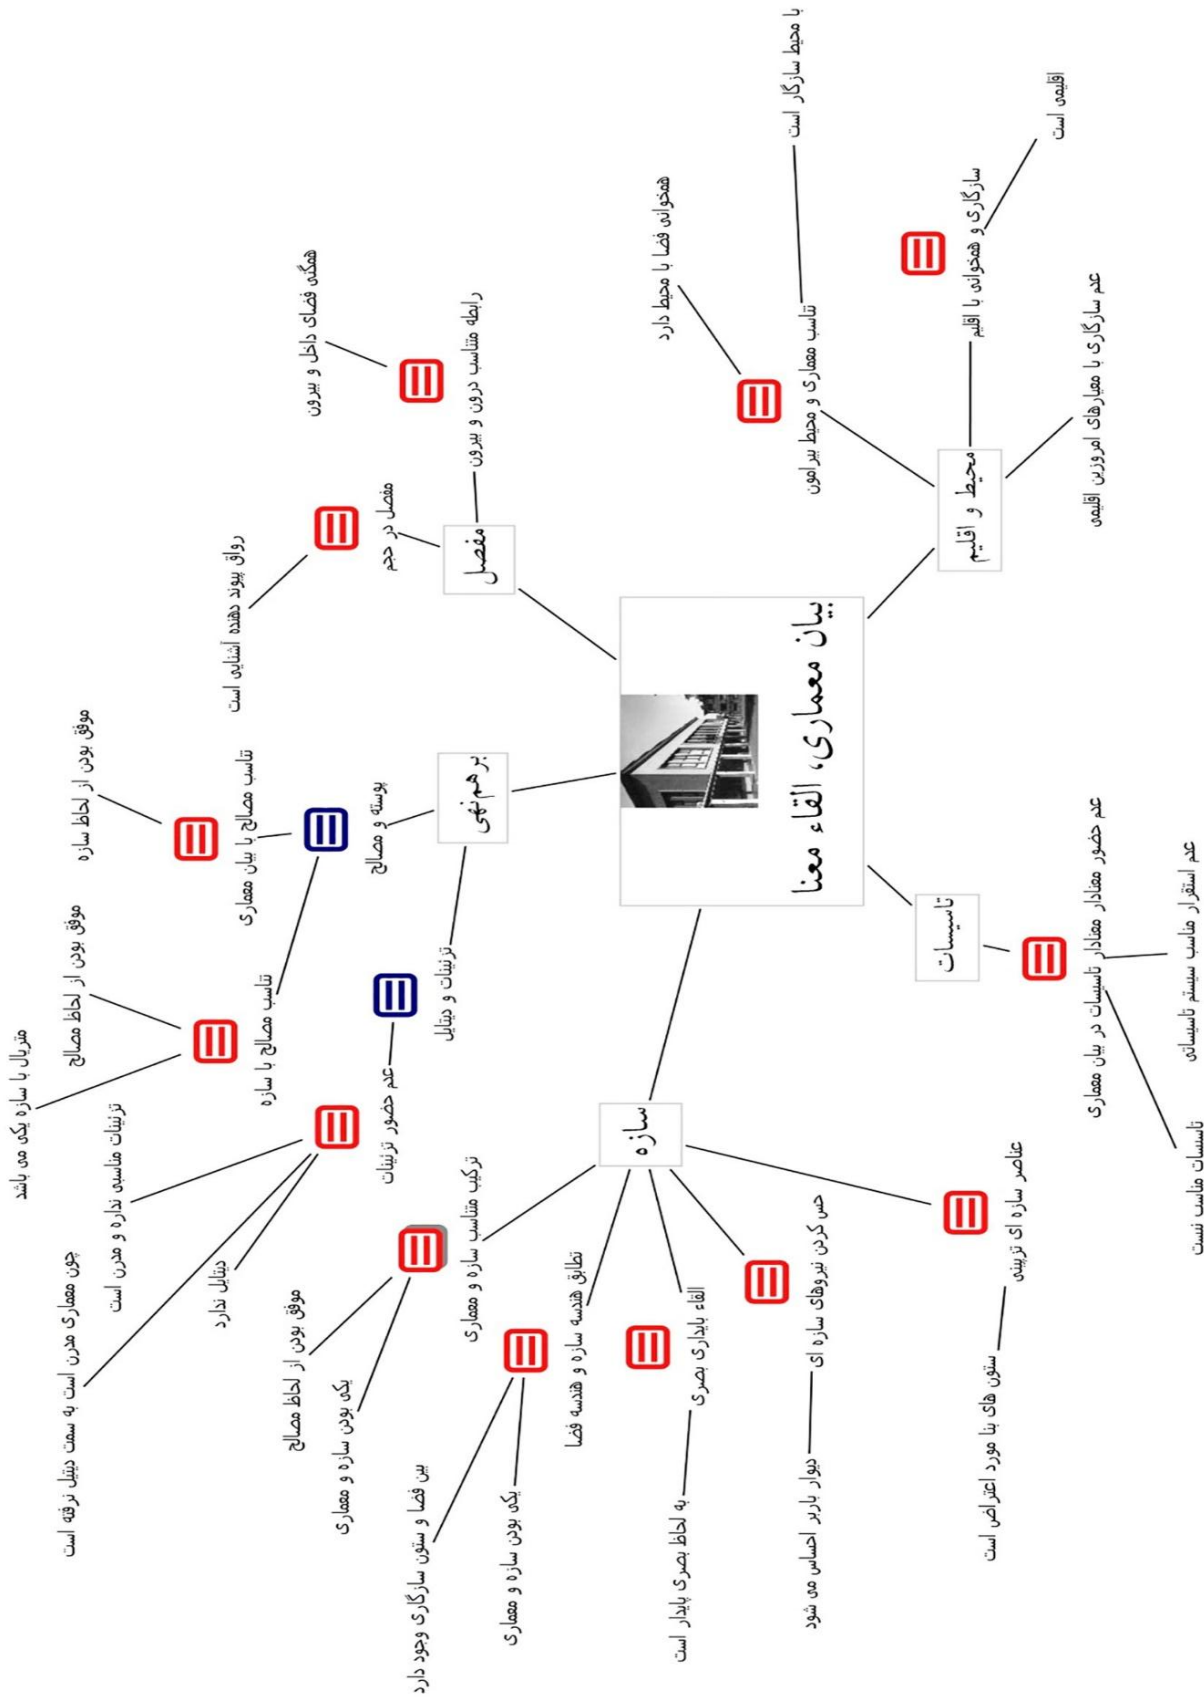 بیان معماری، القاء معنا
مفصل
رابطه متناسب درون و بیرون
همگنی فضای داخل و بیرون
مفصل در حجم
رواق پیوند دهنده آشنایی است
برهم‌نهی
پوسته و مصالح
تناسب مصالح با بیان معماری
موفق بودن از لحاظ سازه
تناسب مصالح با سازه
موفق بودن از لحاظ مصالح
متریال با سازه یکی می باشد
تزئینات و دیتایل
عدم حضور تزئینات
تزئینات مناسبی نداره و مدرن است
دیتایل ندارد
چون معماری مدرن است به سمت دیتیل نرفته است
سازه
ترکیب متناسب سازه و معماری
موفق بودن از لحاظ مصالح
یکی بودن سازه و معماری
تطابق هندسه سازه و هندسه فضا
بین فضا و ستون سازگاری وجود دارد
یکی بودن سازه و معماری
القاء پایداری بصری
به لحاظ بصری پایدار است
حس کردن نیروهای سازه ای
دیوار باربر احساس می شود
عناصر سازه ای تزیینی
ستون های بنا مورد اعتراض است
تاسیسات
عدم حضور معنادار معنادار تاسیسات در بیان معماری
عدم استقرار مناسب سیستم تاسیساتی
تاسیسات مناسب نیست
محیط و اقلیم
تناسب معماری و محیط پیرامون
همخوانی فضا با محیط دارد
با محیط سازگار است
سازگاری و همخوانی با اقلیم
اقلیمی است
عدم سازگاری با معیارهای امروزین اقلیمی